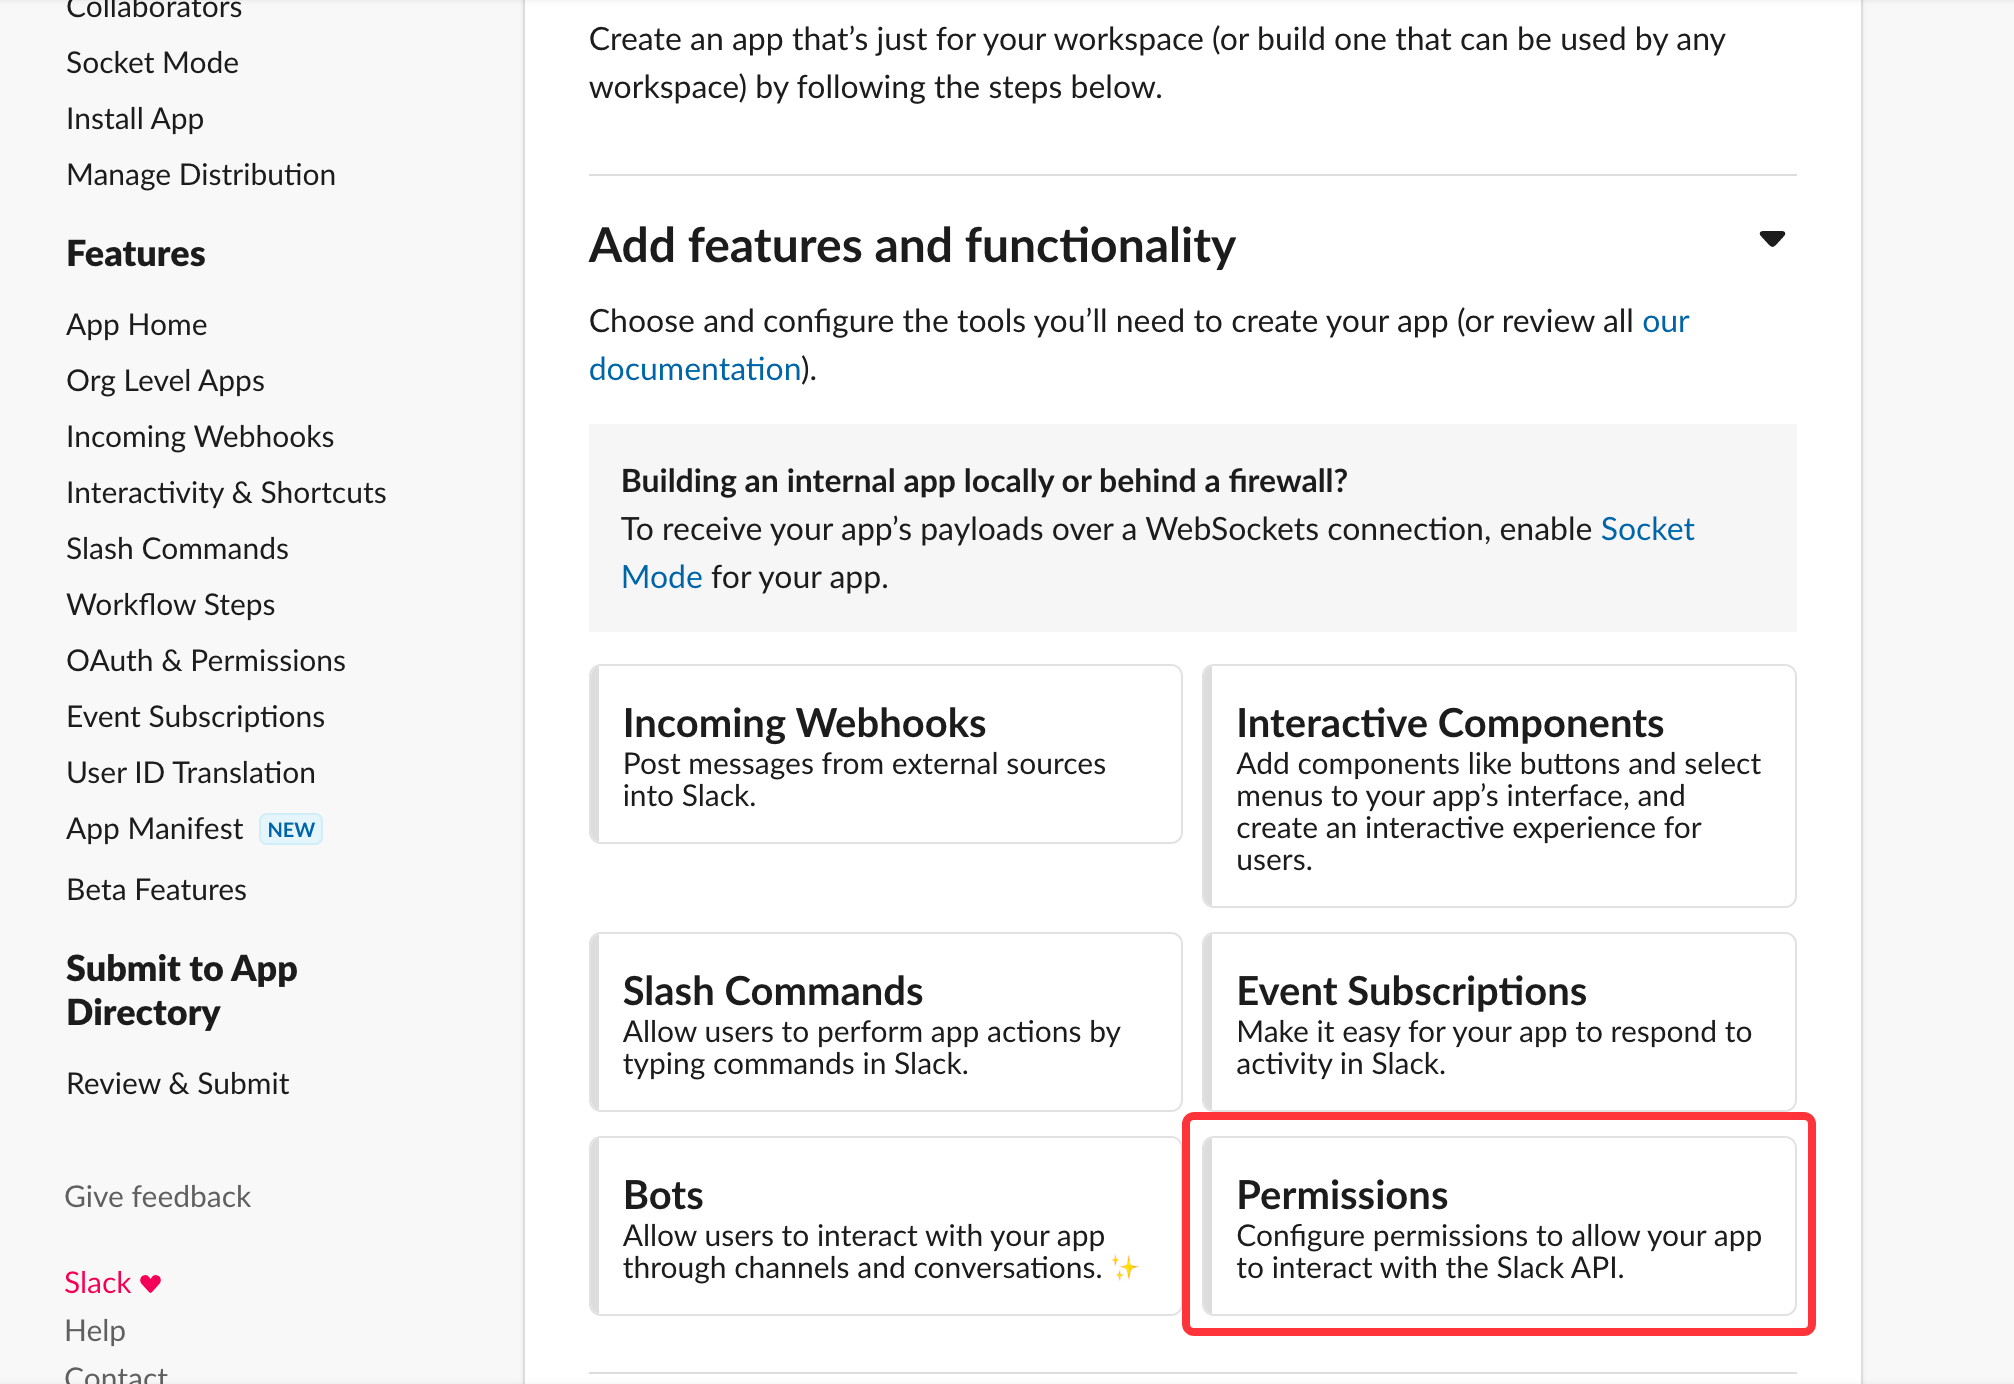 Collaborators
Socket Mode
Install App
Manage Distribution
Features
App Home
Org Level Apps
Incoming Webhooks
Interactivity & Shortcuts
Slash Commands
Workflow Steps
OAuth & Permissions
Event Subscriptions
User ID Translation
App Manifest NEW
Beta Features
Submit to App
Directory
Review & Submit
Give feedback
Slack ♥
Help
Contact
Create an app that’s just for your workspace (or build one that can be used by any
workspace) by following the steps below.
Add features and functionality
Choose and configure the tools you’ll need to create your app (or review all our
documentation).
Building an internal app locally or behind a firewall?
To receive your app’s payloads over a WebSockets connection, enable Socket
Mode for your app.
Incoming Webhooks
Post messages from external sources
into Slack.
Interactive Components
Add components like buttons and select
menus to your app’s interface, and
create an interactive experience for
users.
Slash Commands
Allow users to perform app actions by
typing commands in Slack.
Event Subscriptions
Make it easy for your app to respond to
activity in Slack.
Bots
Allow users to interact with your app
through channels and conversations. ✨
Permissions
Configure permissions to allow your app
to interact with the Slack API.